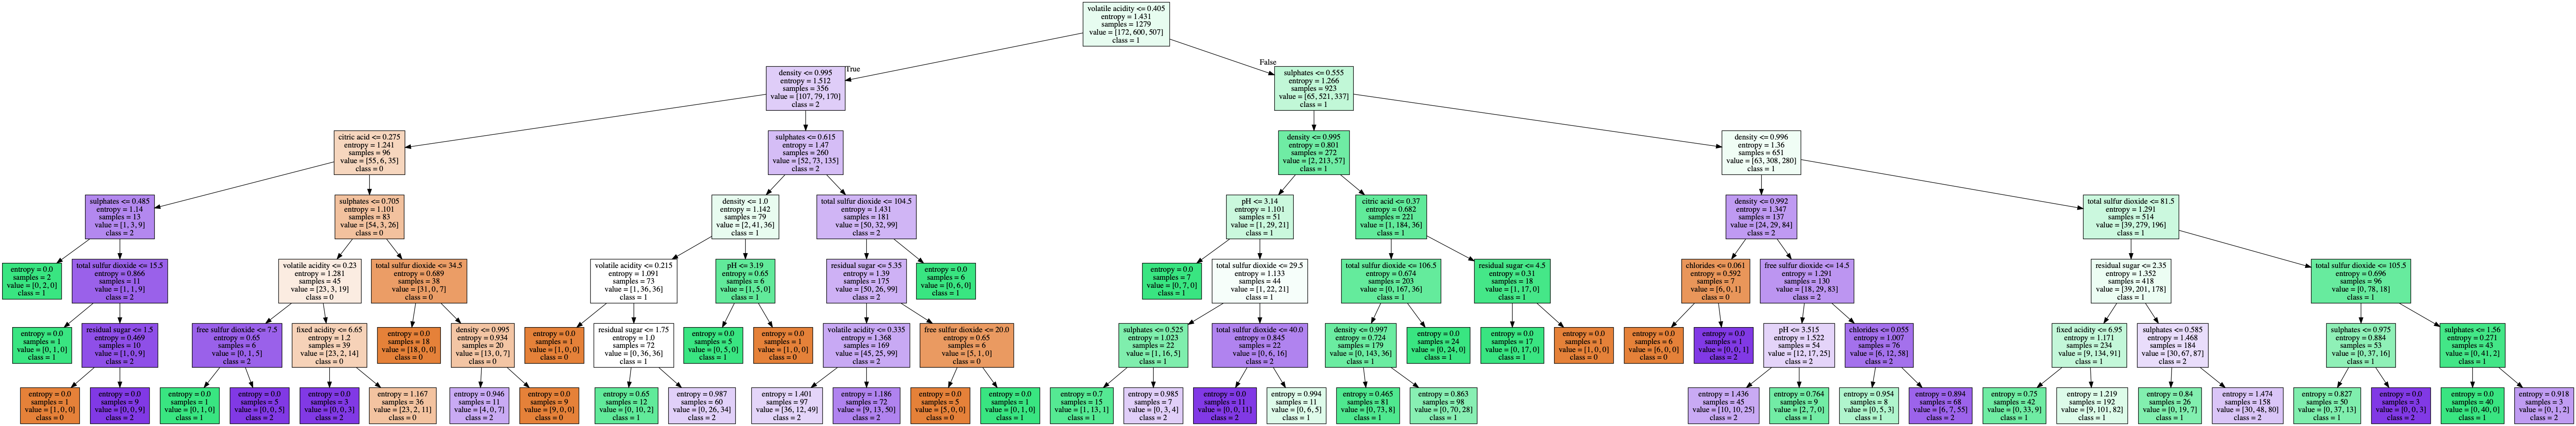 volatile acidity <= 0.405
entropy = 1.431
samples = 1279
value = [172, 600, 507]
class = 1
True
False
density <= 0.995
entropy = 1.512
samples = 356
value = [107, 79, 170]
class = 2
sulphates <= 0.555
entropy = 1.266
samples = 923
value = [65, 521, 337]
class = 1
citric acid <= 0.275
entropy = 1.241
samples = 96
value = [55, 6, 35]
class = 0
sulphates <= 0.615
entropy = 1.47
samples = 260
value = [52, 73, 135]
class = 2
density <= 0.995
entropy = 0.801
samples = 272
value = [2, 213, 57]
class = 1
density <= 0.996
entropy = 1.36
samples = 651
value = [63, 308, 280]
class = 1
sulphates <= 0.485
entropy = 1.14
samples = 13
value = [1, 3, 9]
class = 2
sulphates <= 0.705
entropy = 1.101
samples = 83
value = [54, 3, 26]
class = 0
density <= 1.0
entropy = 1.142
samples = 79
value = [2, 41, 36]
class = 1
total sulfur dioxide <= 104.5
entropy = 1.431
samples = 181
value = [50, 32, 99]
class = 2
pH <= 3.14
entropy = 1.101
samples = 51
value = [1, 29, 21]
class = 1
citric acid <= 0.37
entropy = 0.682
samples = 221
value = [1, 184, 36]
class = 1
density <= 0.992
entropy = 1.347
samples = 137
value = [24, 29, 84]
class = 2
total sulfur dioxide <= 81.5
entropy = 1.291
samples = 514
value = [39, 279, 196]
class = 1
entropy = 0.0
samples = 2
value = [0, 2, 0]
class = 1
total sulfur dioxide <= 15.5
entropy = 0.866
samples = 11
value = [1, 1, 9]
class = 2
volatile acidity <= 0.23
entropy = 1.281
samples = 45
value = [23, 3, 19]
class = 0
total sulfur dioxide <= 34.5
entropy = 0.689
samples = 38
value = [31, 0, 7]
class = 0
volatile acidity <= 0.215
entropy = 1.091
samples = 73
value = [1, 36, 36]
class = 1
pH <= 3.19
entropy = 0.65
samples = 6
value = [1, 5, 0]
class = 1
residual sugar <= 5.35
entropy = 1.39
samples = 175
value = [50, 26, 99]
class = 2
entropy = 0.0
samples = 6
value = [0, 6, 0]
class = 1
entropy = 0.0
samples = 7
value = [0, 7, 0]
class = 1
total sulfur dioxide <= 29.5
entropy = 1.133
samples = 44
value = [1, 22, 21]
class = 1
total sulfur dioxide <= 106.5
entropy = 0.674
samples = 203
value = [0, 167, 36]
class = 1
residual sugar <= 4.5
entropy = 0.31
samples = 18
value = [1, 17, 0]
class = 1
chlorides <= 0.061
entropy = 0.592
samples = 7
value = [6, 0, 1]
class = 0
free sulfur dioxide <= 14.5
entropy = 1.291
samples = 130
value = [18, 29, 83]
class = 2
residual sugar <= 2.35
entropy = 1.352
samples = 418
value = [39, 201, 178]
class = 1
total sulfur dioxide <= 105.5
entropy = 0.696
samples = 96
value = [0, 78, 18]
class = 1
entropy = 0.0
samples = 1
value = [0, 1, 0]
class = 1
residual sugar <= 1.5
entropy = 0.469
samples = 10
value = [1, 0, 9]
class = 2
free sulfur dioxide <= 7.5
entropy = 0.65
samples = 6
value = [0, 1, 5]
class = 2
fixed acidity <= 6.65
entropy = 1.2
samples = 39
value = [23, 2, 14]
class = 0
entropy = 0.0
samples = 18
value = [18, 0, 0]
class = 0
density <= 0.995
entropy = 0.934
samples = 20
value = [13, 0, 7]
class = 0
entropy = 0.0
samples = 1
value = [1, 0, 0]
class = 0
residual sugar <= 1.75
entropy = 1.0
samples = 72
value = [0, 36, 36]
class = 1
entropy = 0.0
samples = 5
value = [0, 5, 0]
class = 1
entropy = 0.0
samples = 1
value = [1, 0, 0]
class = 0
volatile acidity <= 0.335
entropy = 1.368
samples = 169
value = [45, 25, 99]
class = 2
free sulfur dioxide <= 20.0
entropy = 0.65
samples = 6
value = [5, 1, 0]
class = 0
sulphates <= 0.525
entropy = 1.023
samples = 22
value = [1, 16, 5]
class = 1
total sulfur dioxide <= 40.0
entropy = 0.845
samples = 22
value = [0, 6, 16]
class = 2
density <= 0.997
entropy = 0.724
samples = 179
value = [0, 143, 36]
class = 1
entropy = 0.0
samples = 24
value = [0, 24, 0]
class = 1
entropy = 0.0
samples = 17
value = [0, 17, 0]
class = 1
entropy = 0.0
samples = 1
value = [1, 0, 0]
class = 0
entropy = 0.0
samples = 6
value = [6, 0, 0]
class = 0
entropy = 0.0
samples = 1
value = [0, 0, 1]
class = 2
pH <= 3.515
entropy = 1.522
samples = 54
value = [12, 17, 25]
class = 2
chlorides <= 0.055
entropy = 1.007
samples = 76
value = [6, 12, 58]
class = 2
fixed acidity <= 6.95
entropy = 1.171
samples = 234
value = [9, 134, 91]
class = 1
sulphates <= 0.585
entropy = 1.468
samples = 184
value = [30, 67, 87]
class = 2
sulphates <= 0.975
entropy = 0.884
samples = 53
value = [0, 37, 16]
class = 1
sulphates <= 1.56
entropy = 0.271
samples = 43
value = [0, 41, 2]
class = 1
entropy = 0.0
samples = 1
value = [1, 0, 0]
class = 0
entropy = 0.0
samples = 9
value = [0, 0, 9]
class = 2
entropy = 0.0
samples = 1
value = [0, 1, 0]
class = 1
entropy = 0.0
samples = 5
value = [0, 0, 5]
class = 2
entropy = 0.0
samples = 3
value = [0, 0, 3]
class = 2
entropy = 1.167
samples = 36
value = [23, 2, 11]
class = 0
entropy = 0.946
samples = 11
value = [4, 0, 7]
class = 2
entropy = 0.0
samples = 9
value = [9, 0, 0]
class = 0
entropy = 0.65
samples = 12
value = [0, 10, 2]
class = 1
entropy = 0.987
samples = 60
value = [0, 26, 34]
class = 2
entropy = 1.401
samples = 97
value = [36, 12, 49]
class = 2
entropy = 1.186
samples = 72
value = [9, 13, 50]
class = 2
entropy = 0.0
samples = 5
value = [5, 0, 0]
class = 0
entropy = 0.0
samples = 1
value = [0, 1, 0]
class = 1
entropy = 0.7
samples = 15
value = [1, 13, 1]
class = 1
entropy = 0.985
samples = 7
value = [0, 3, 4]
class = 2
entropy = 0.0
samples = 11
value = [0, 0, 11]
class = 2
entropy = 0.994
samples = 11
value = [0, 6, 5]
class = 1
entropy = 0.465
samples = 81
value = [0, 73, 8]
class = 1
entropy = 0.863
samples = 98
value = [0, 70, 28]
class = 1
entropy = 1.436
samples = 45
value = [10, 10, 25]
class = 2
entropy = 0.764
samples = 9
value = [2, 7, 0]
class = 1
entropy = 0.954
samples = 8
value = [0, 5, 3]
class = 1
entropy = 0.894
samples = 68
value = [6, 7, 55]
class = 2
entropy = 0.75
samples = 42
value = [0, 33, 9]
class = 1
entropy = 1.219
samples = 192
value = [9, 101, 82]
class = 1
entropy = 0.84
samples = 26
value = [0, 19, 7]
class = 1
entropy = 1.474
samples = 158
value = [30, 48, 80]
class = 2
entropy = 0.827
samples = 50
value = [0, 37, 13]
class = 1
entropy = 0.0
samples = 3
value = [0, 0, 3]
class = 2
entropy = 0.0
samples = 40
value = [0, 40, 0]
class = 1
entropy = 0.918
samples = 3
value = [0, 1, 2]
class = 2